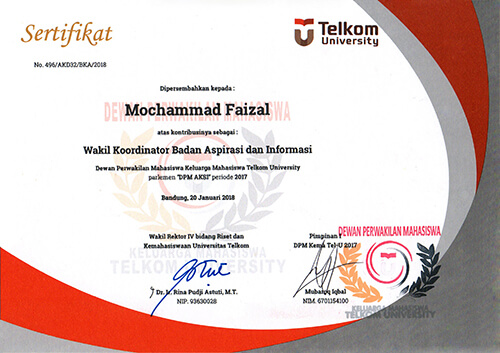 Sertifikat
Telkom
University
No. 496/AKD32/BKA/2018
Dipersembahkan kepada :
DEWAN PERWAKILAN MAHASISWA
Mochammad Faizal
atas kontribusinya sebagai :
Wakil Koordinator Badan Aspirasi dan Informasi
Dewan Perwakilan Mahasiswa Keluarga Mahasiswa Telkom University
parlemen "DPM AKSI" periode 2017
Bandung, 20 Januari 2018
Wakil Rektor IV bidang Riset dan
Kemahasiswaan Universitas Telkom
Pimpinan I
DPM Kema Tel-U 2017
DEWAN PERWAKILAN MAHASISWA
KELUARGA MAHASISWA
TELKOM UNIVERSITY
Dr. Ir. Rina Pudji Astuti, M.T.
NIP. 93630028
Mubaroq Iqbal
NIM. 6701154100
KELUARGA MAHASISWA
TELKOM UNIVERSITY